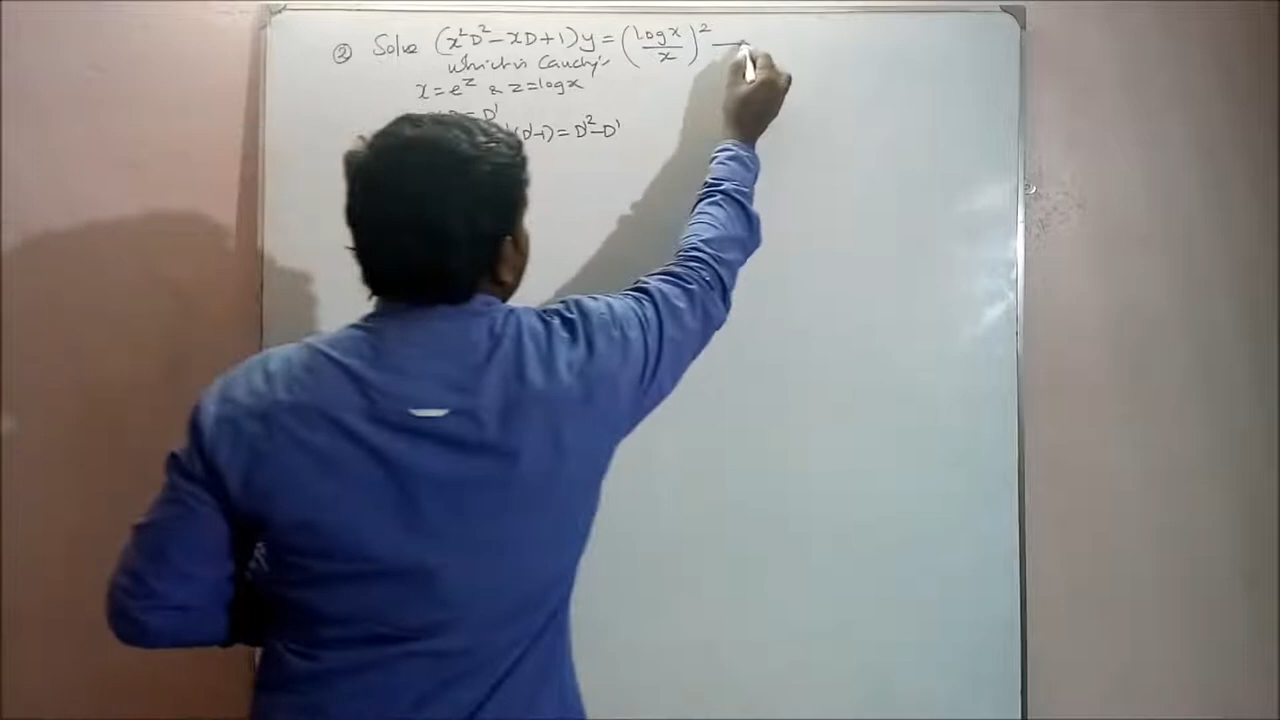 ② Solve (x²D² - xD + 1) y = (log x / x)² —
which is Cauchy's
x = e^z & z = log x
D = D'
(D'-1) = D'² - D'